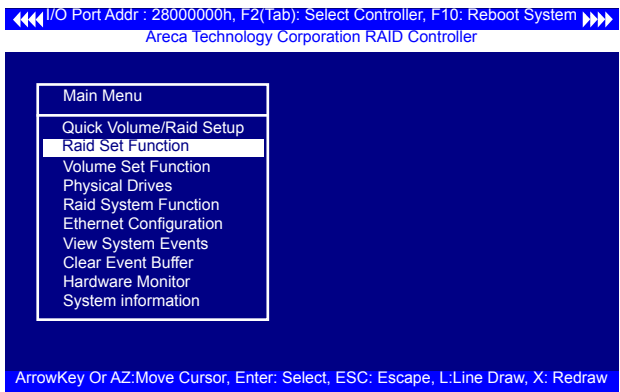 I/O Port Addr : 28000000h, F2(Tab): Select Controller, F10: Reboot System
Areca Technology Corporation RAID Controller
Main Menu
Quick Volume/Raid Setup
Raid Set Function
Volume Set Function
Physical Drives
Raid System Function
Ethernet Configuration
View System Events
Clear Event Buffer
Hardware Monitor
System information
ArrowKey Or AZ:Move Cursor, Enter: Select, ESC: Escape, L:Line Draw, X: Redraw